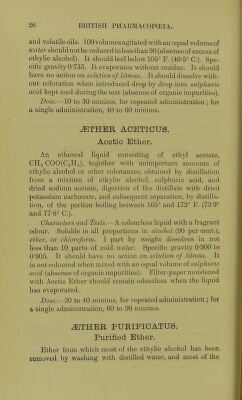 26 BRITISH PHARMACOPŒIA.
and volatile oils. 100 volumes agitated with an equal volume of
water should not be reduced to less than 90 (absence of excess of
ethylic alcohol). It should boil below 105° F. (40·5° C.). Spe-
cific gravity 0·735. It evaporates without residue. It should
have no action on solution of litmus. It should dissolve with-
out coloration when introduced drop by drop into sulphuric
acid kept cool during the test (absence of organic impurities).
Dose.—10 to 30 minims, for repeated administration; for
a single administration, 40 to 60 minims.
ÆTHER ACETICUS.
Acetic Ether.
An ethereal liquid consisting of ethyl acetate,
CH₃COO(C₂H₅), together with unimportant amounts of
ethylic alcohol or other substances, obtained by distillation
from a mixture of ethylic alcohol, sulphuric acid, and
dried sodium acetate, digestion of the distillate with dried
potassium carbonate, and subsequent separation, by distilla-
tion, of the portion boiling between 165° and 172° F. (73·9°
and 77·8° C.).
Characters and Tests.—A colourless liquid with a fragrant
odour. Soluble in all proportions in alcohol (90 per cent.),
ether, or chloroform. 1 part by weight dissolves in not
less than 10 parts of cold water. Specific gravity 0·900 to
0·905. It should have no action on solution of litmus. It
is not coloured when mixed with an equal volume of sulphuric
acid (absence of organic impurities). Filter-paper moistened
with Acetic Ether should remain odourless when the liquid
has evaporated.
Dose.—20 to 40 minims, for repeated administration; for
a single administration, 60 to 90 minims.
ÆTHER PURIFICATUS.
Purified Ether.
Ether from which most of the ethylic alcohol has been
removed by washing with distilled water, and most of the